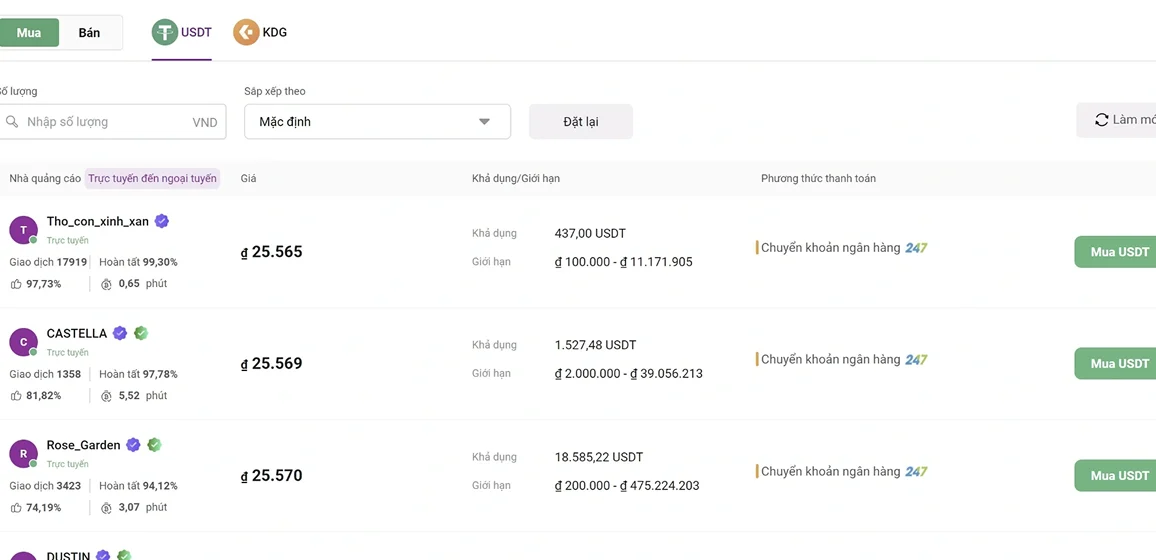 Mua Bán USDT KDG
Số lượng Sắp xếp theo
Nhập số lượng VND Mặc định Đặt lại Làm mớ
Nhà quảng cáo Trực tuyến đến ngoại tuyến Giá Khả dụng/Giới hạn Phương thức thanh toán
T Tho_con_xinh_xan
Trực tuyến
Giao dịch 17919 Hoàn tất 99,30%
97,73% 0,65 phút
₫ 25.565
Khả dụng 437,00 USDT
Giới hạn ₫ 100.000 - ₫ 11.171.905
Chuyển khoản ngân hàng 247
Mua USDT
C CASTELLA
Trực tuyến
Giao dịch 1358 Hoàn tất 97,78%
81,82% 5,52 phút
₫ 25.569
Khả dụng 1.527,48 USDT
Giới hạn ₫ 2.000.000 - ₫ 39.056.213
Chuyển khoản ngân hàng 247
Mua USDT
R Rose_Garden
Trực tuyến
Giao dịch 3423 Hoàn tất 94,12%
74,19% 3,07 phút
₫ 25.570
Khả dụng 18.585,22 USDT
Giới hạn ₫ 200.000 - ₫ 475.224.203
Chuyển khoản ngân hàng 247
Mua USDT
DUSTIN